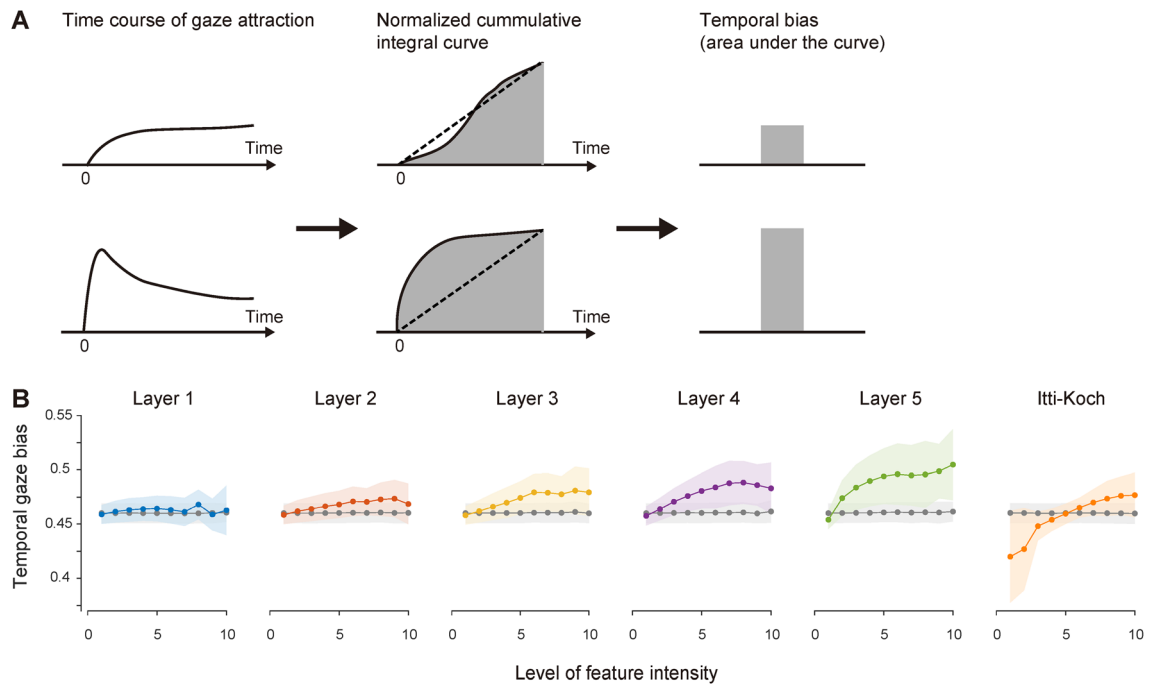 A
Time course of gaze attraction
Normalized cummulative
integral curve
Temporal bias
(area under the curve)
Time
0
Time
0
Time
0
Time
0
B
Layer 1
Layer 2
Layer 3
Layer 4
Layer 5
Itti-Koch
Temporal gaze bias
0.55
0.5
0.45
0.4
0 5 10
0 5 10
0 5 10
0 5 10
0 5 10
0 5 10
Level of feature intensity